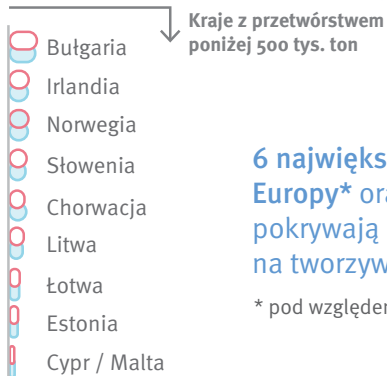 Kraje z przetwórstwem
poniżej 500 tys. ton
Bułgaria
Irlandia
Norwegia
Słowenia
Chorwacja
Litwa
Łotwa
Estonia
Cypr / Malta
6 najwięks
Europy* ora
pokrywają
na tworzyw
* pod względem